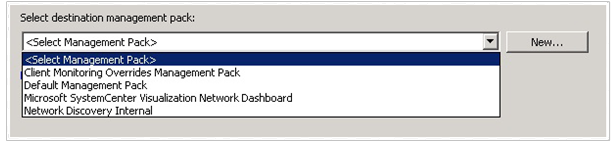 Select destination management pack:
<Select Management Pack>
New...
<Select Management Pack>
Client Monitoring Overrides Management Pack
Default Management Pack
Microsoft SystemCenter Visualization Network Dashboard
Network Discovery Internal